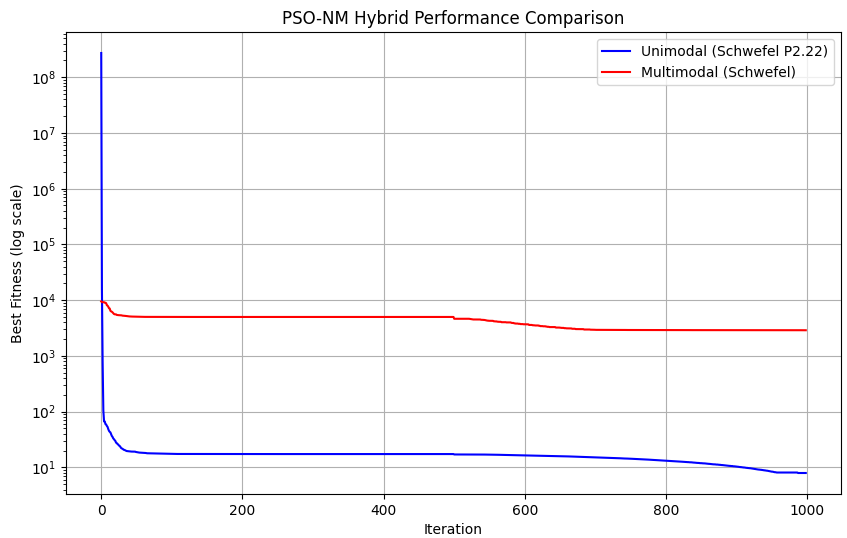 PSO-NM Hybrid Performance Comparison
Unimodal (Schwefel P2.22)
Multimodal (Schwefel)
Best Fitness (log scale)
10⁸
10⁷
10⁶
10⁵
10⁴
10³
10²
10¹
0 200 400 600 800 1000
Iteration